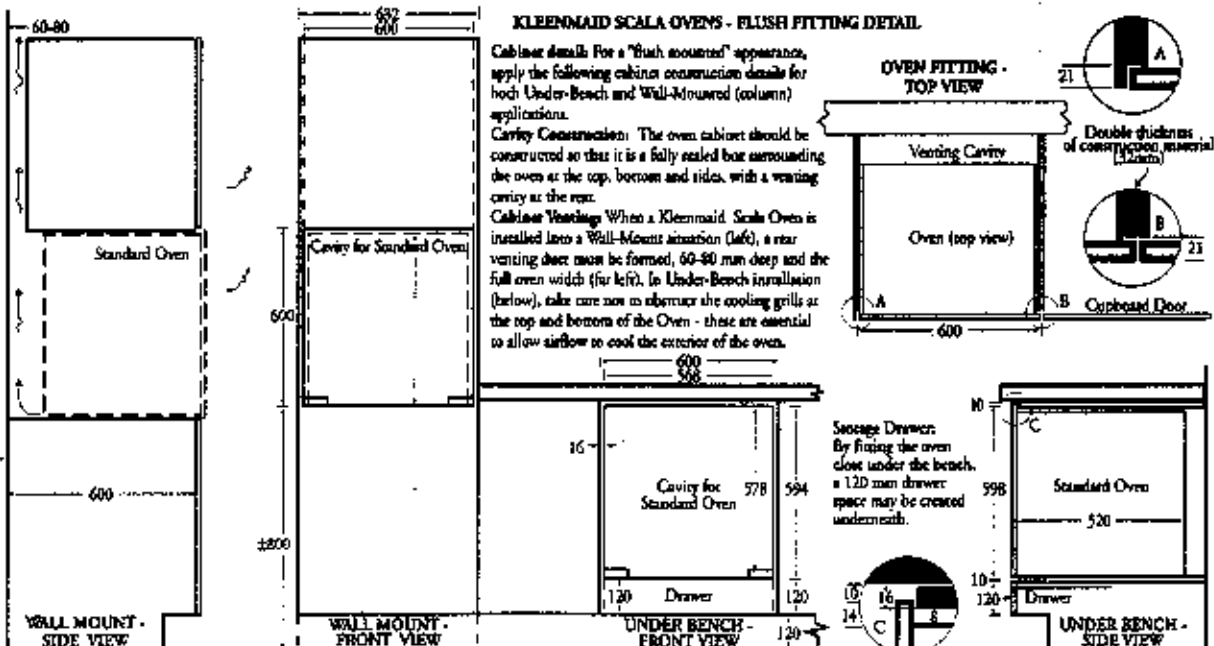 KLEENMAID SCALA OVENS - FLUSH FITTING DETAIL
Cabinet detail: For a "flush mounted" appearance,
apply the following cabinet construction details for
both Under-Bench and Wall-Mounted (column)
applications.
Cavity Construction: The oven cabinet should be
constructed so that it is a fully sealed box surrounding
the oven at the top, bottom and sides, with a venting
cavity at the rear.
Cabinet Venting: When a Kleenmaid Scala Oven is
installed into a Wall-Mount situation (left), a rear
venting duct must be formed, 60-80 mm deep and the
full oven width (far left). In Under-Bench installation
(below), take care not to obstruct the cooling grills at
the top and bottom of the Oven - these are essential
to allow airflow to cool the exterior of the oven.
60-80
Standard Oven
600
WALL MOUNT -
SIDE VIEW
632
600
Cavity for Standard Oven
600
±800
WALL MOUNT -
FRONT VIEW
OVEN FITTING -
TOP VIEW
Venting Cavity
Oven (top view)
A
B
600
A
21
Double thickness
of construction material
(32mm)
B
21
Cupboard Door
600
568
16
Cavity for
Standard Oven
578
594
120
Drawer
120
120
UNDER BENCH -
FRONT VIEW
Storage Drawer:
By fitting the oven
close under the bench,
a 120 mm drawer
space may be created
underneath.
10
16
14
C
8
10
C
598
Standard Oven
520
10
120
Drawer
UNDER BENCH -
SIDE VIEW